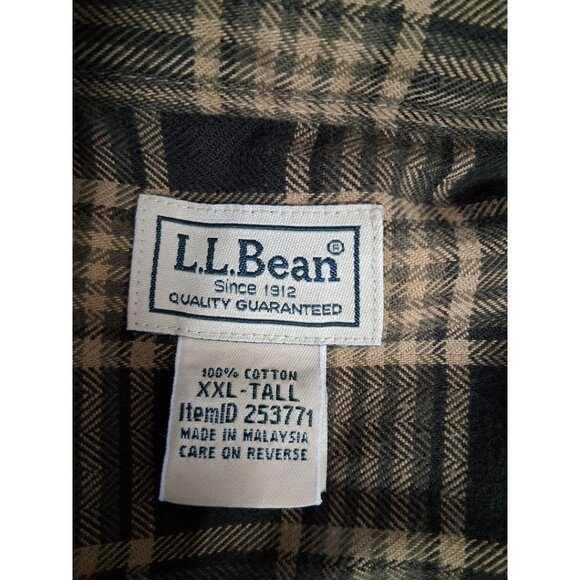 L.L.Bean®
Since 1912
QUALITY GUARANTEED
100% COTTON
XXL-TALL
ItemID 253771
MADE IN MALAYSIA
CARE ON REVERSE